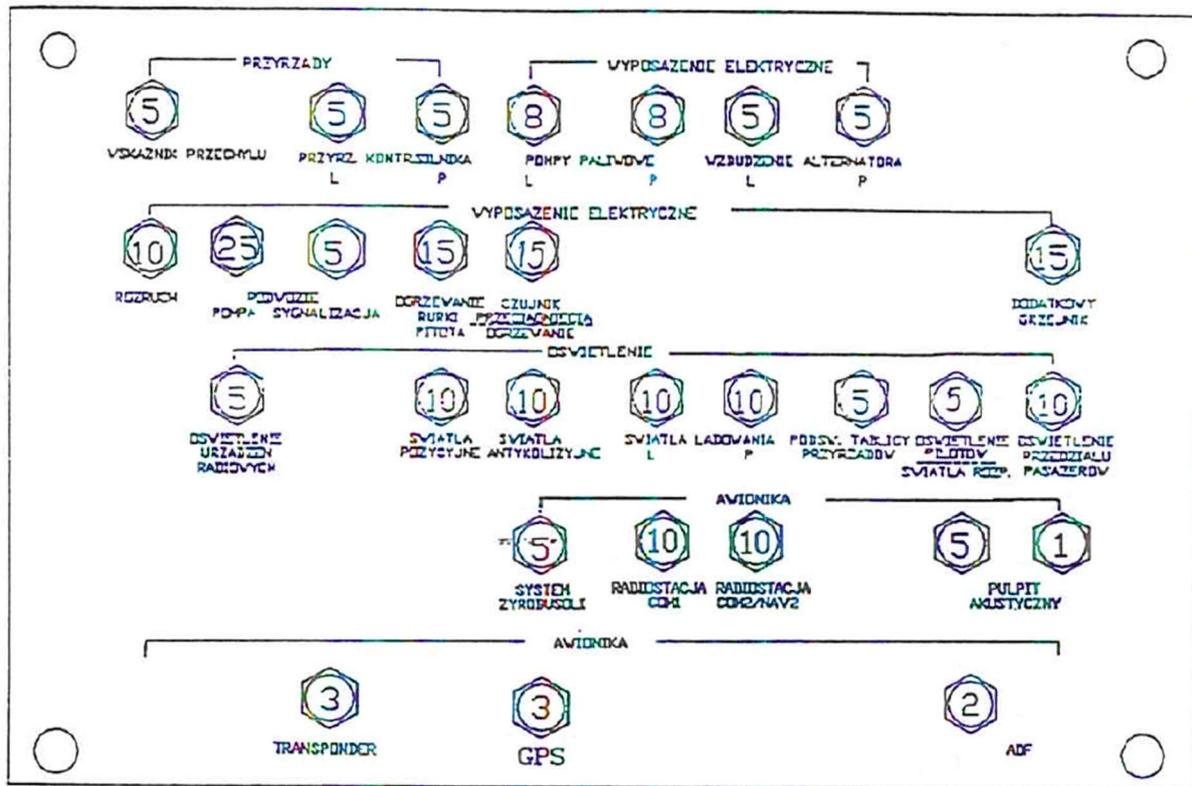 PRZYRZADY WYPOSAZENIE ELEKTRYCZNE
5 5 5 8 8 5 5
WSKAZNIK PRZECHYLU PRZYRZ. KONTR.SILNIKA POMPY PALIWOWE WZBUDZENIE ALTERNATORA
L P L P L P
WYPOSAZENIE ELEKTRYCZNE
10 25 5 15 15 15
ROZRUCH PODWOZIE OGRZEWANIE CZUJNIK DODATKOWY
POMPA SYGNALIZACJA RURKI PRZECIAGNIECIA GRZEJNIK
PITOTA OGRZEWANIE
OSWIETLENIE
5 10 10 10 10 5 5 10
OSWIETLENIE SWIATLA SWIATLA SWIATLA LADOWANIA PODSW. TABLICY OSWIETLENIE OSWIETLENIE
URZADZEN POZYCYJNE ANTYKOLIZYJNE L P PRZYRZADOW PILOTOW PRZEDZIALU
RADIOWYCH SWIATLA ROZP. PASAZEROW
AWIONIKA
5 10 10 5 1
SYSTEM RADIOSTACJA RADIOSTACJA PULPIT
ZYROBUSOLI COM1 COM2/NAV2 AKUSTYCZNY
AWIONIKA
3 3 2
TRANSPONDER GPS ADF